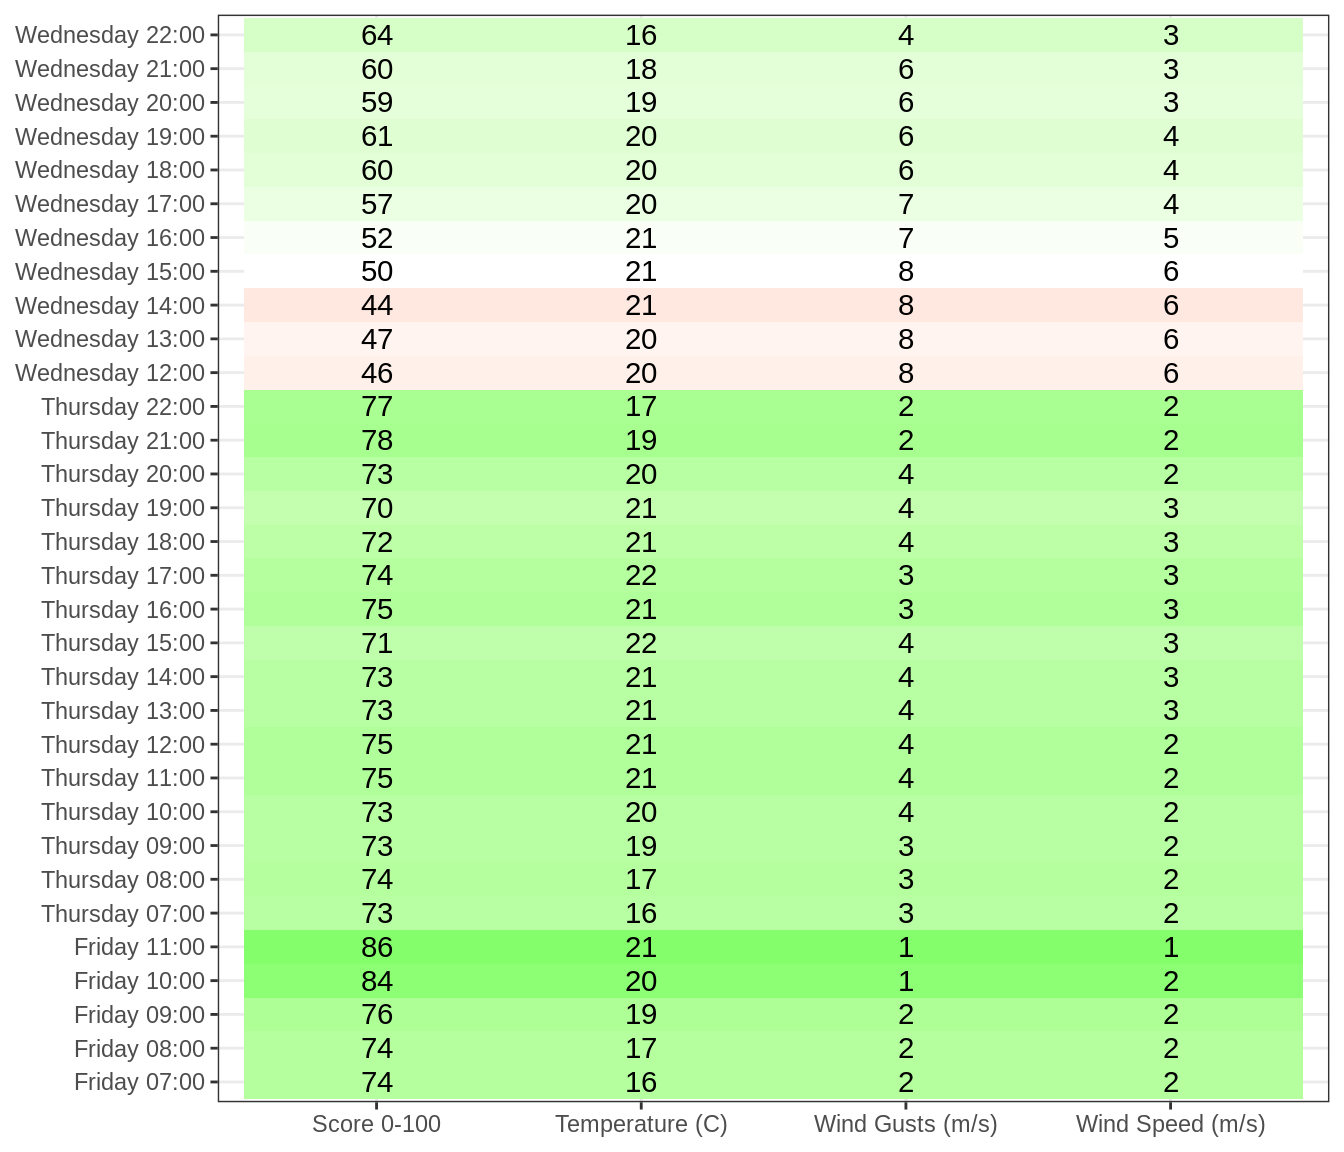 Wednesday 22:00 64 16 4 3
Wednesday 21:00 60 18 6 3
Wednesday 20:00 59 19 6 3
Wednesday 19:00 61 20 6 4
Wednesday 18:00 60 20 6 4
Wednesday 17:00 57 20 7 4
Wednesday 16:00 52 21 7 5
Wednesday 15:00 50 21 8 6
Wednesday 14:00 44 21 8 6
Wednesday 13:00 47 20 8 6
Wednesday 12:00 46 20 8 6
Thursday 22:00 77 17 2 2
Thursday 21:00 78 19 2 2
Thursday 20:00 73 20 4 2
Thursday 19:00 70 21 4 3
Thursday 18:00 72 21 4 3
Thursday 17:00 74 22 3 3
Thursday 16:00 75 21 3 3
Thursday 15:00 71 22 4 3
Thursday 14:00 73 21 4 3
Thursday 13:00 73 21 4 3
Thursday 12:00 75 21 4 2
Thursday 11:00 75 21 4 2
Thursday 10:00 73 20 4 2
Thursday 09:00 73 19 3 2
Thursday 08:00 74 17 3 2
Thursday 07:00 73 16 3 2
Friday 11:00 86 21 1 1
Friday 10:00 84 20 1 2
Friday 09:00 76 19 2 2
Friday 08:00 74 17 2 2
Friday 07:00 74 16 2 2
Score 0-100 Temperature (C) Wind Gusts (m/s) Wind Speed (m/s)